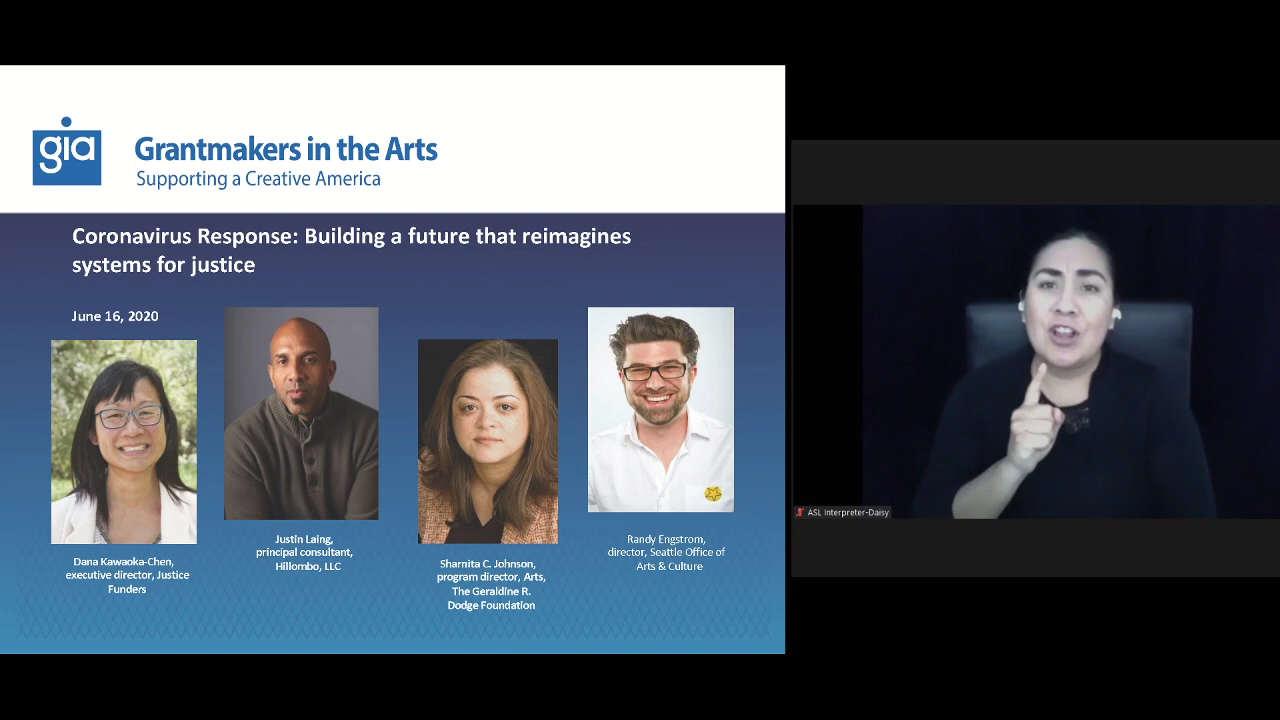 gia
Grantmakers in the Arts
Supporting a Creative America
Coronavirus Response: Building a future that reimagines
systems for justice
June 16, 2020
Dana Kawaoka-Chen,
executive director, Justice
Funders
Justin Laing,
principal consultant,
Hillombo, LLC
Sharnita C. Johnson,
program director, Arts,
The Geraldine R.
Dodge Foundation
Randy Engstrom,
director, Seattle Office of
Arts & Culture
ASL Interpreter-Daisy